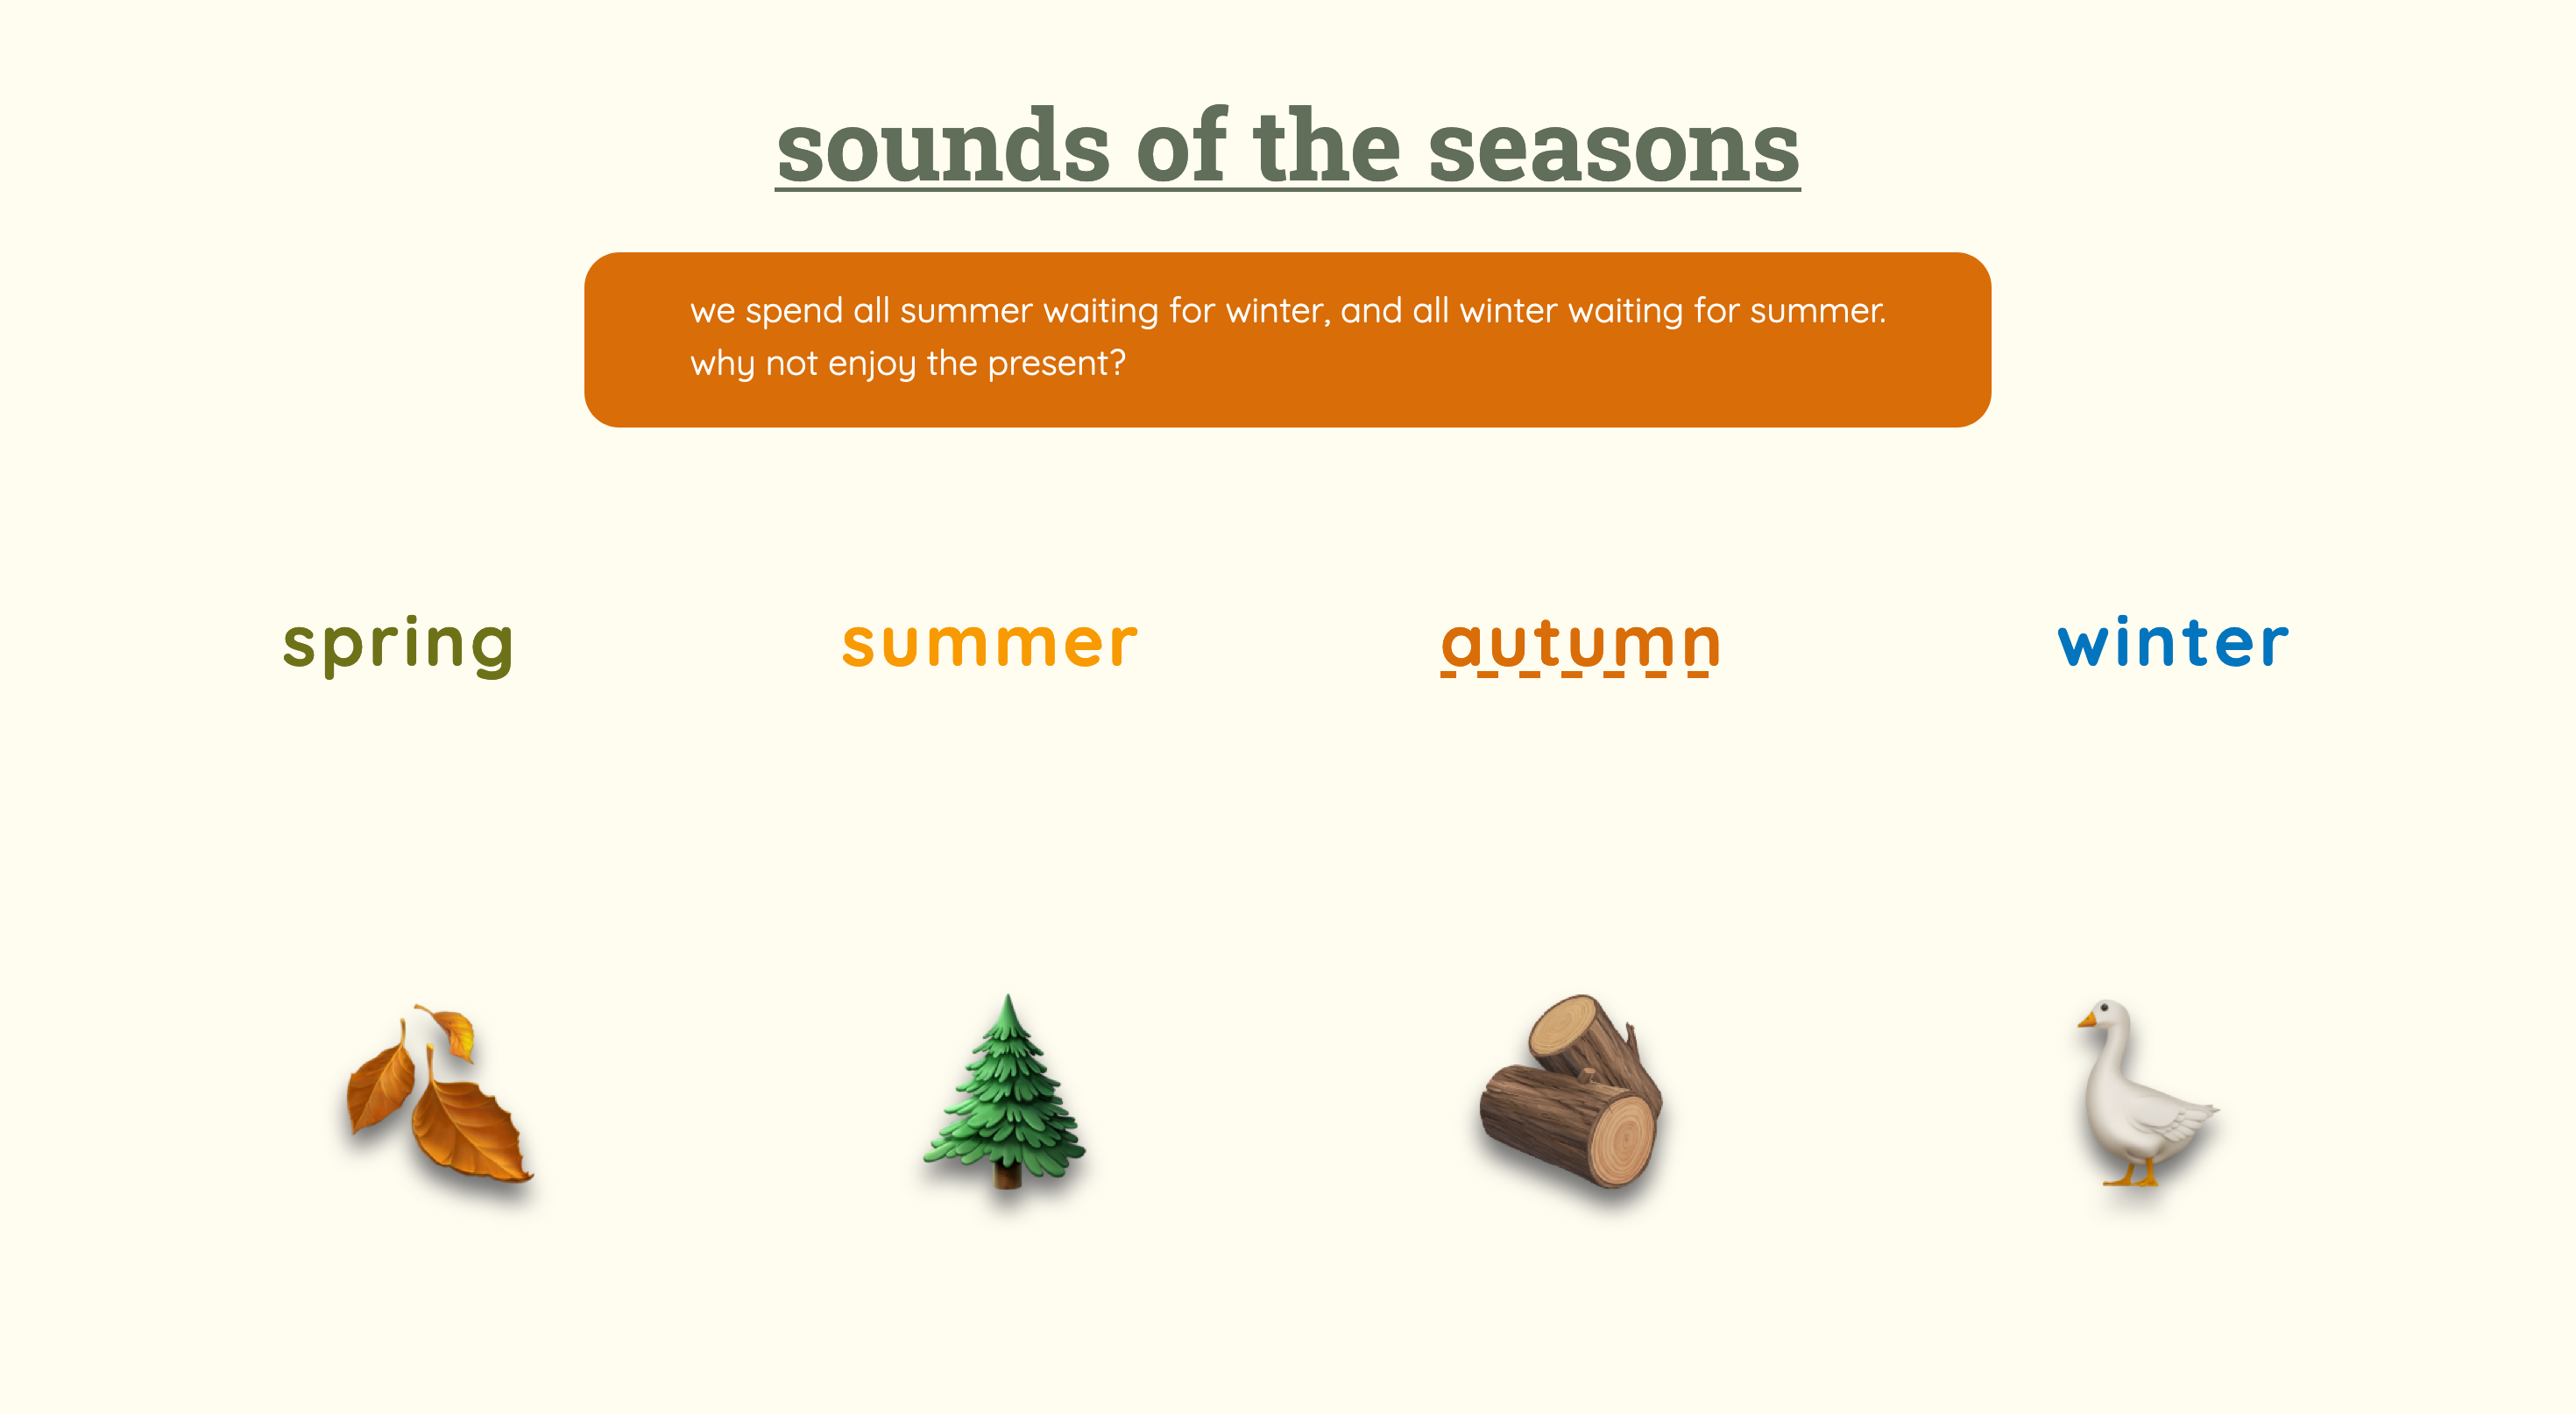 sounds of the seasons
we spend all summer waiting for winter, and all winter waiting for summer.
why not enjoy the present?
spring summer autumn winter